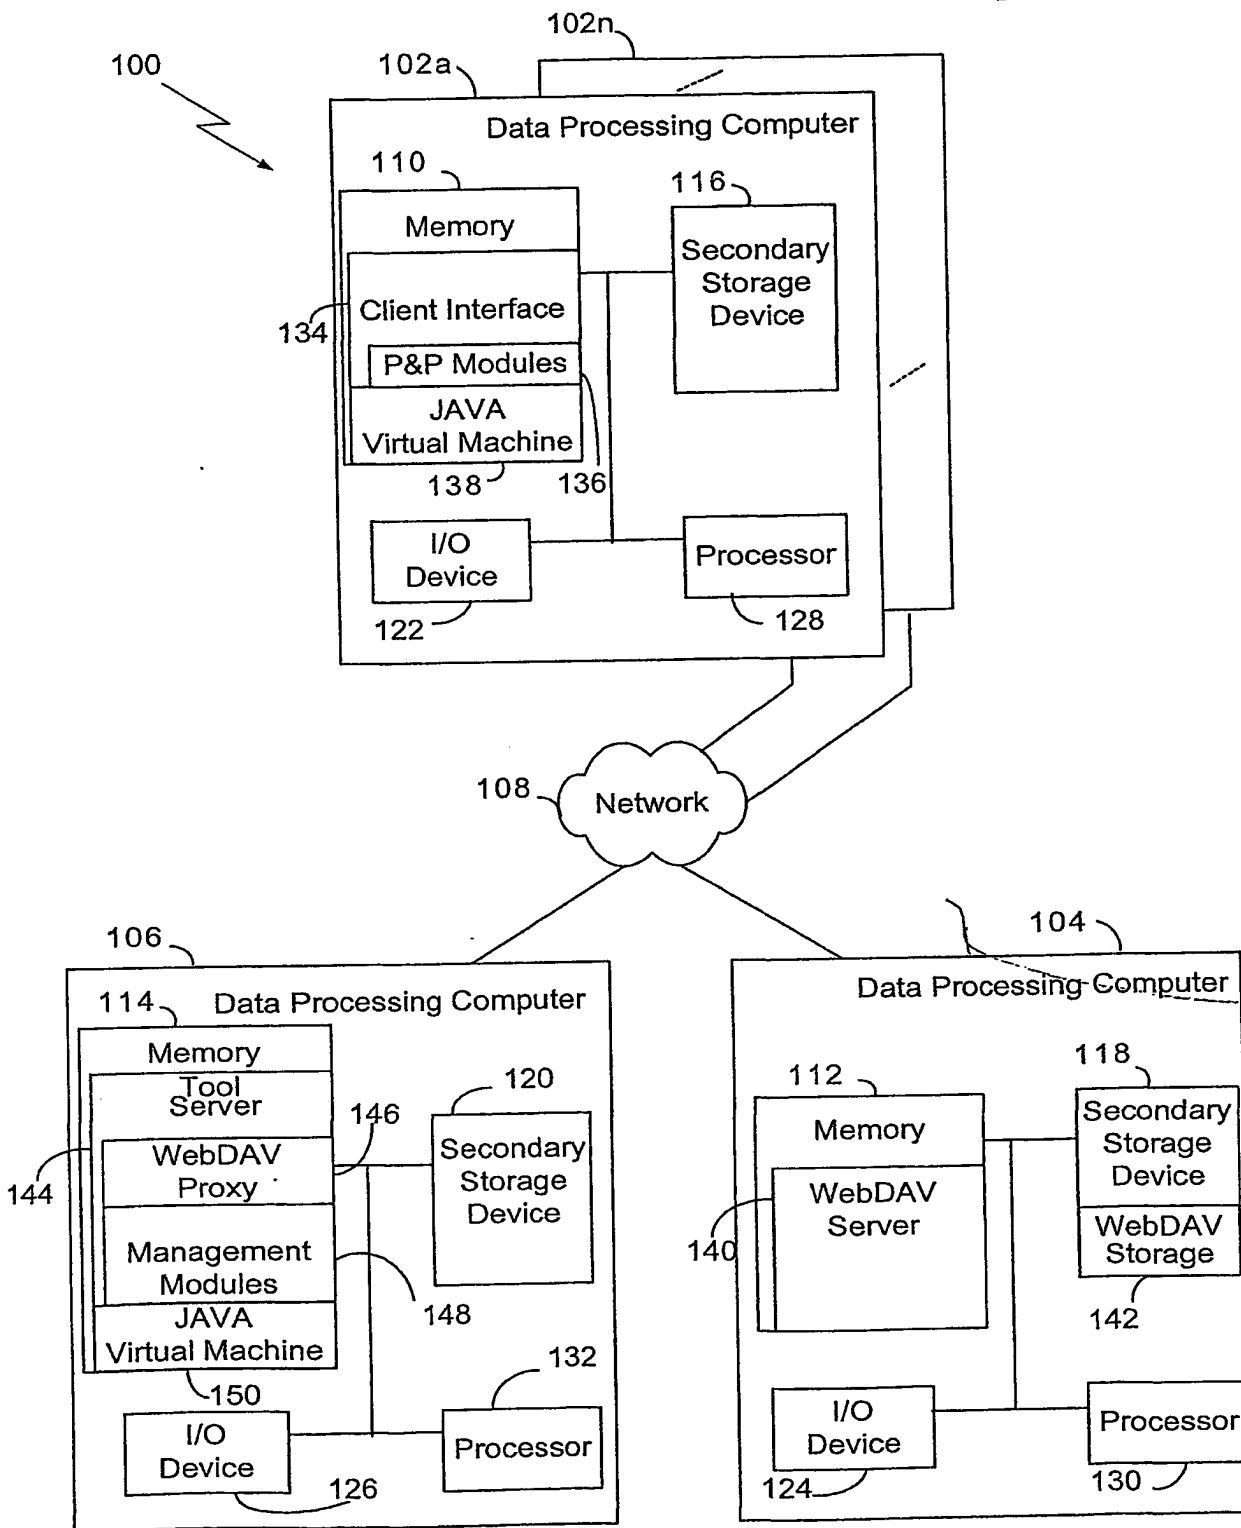 102n
100
102a
Data Processing Computer
110
116
Memory
Secondary
Storage
Device
Client Interface
134
P&P Modules
JAVA
Virtual Machine
138
136
I/O
Device
Processor
122
128
108
Network
106
104
Data Processing Computer
Data Processing Computer
114
Memory
Tool
Server
120
146
WebDAV
Proxy
Secondary
Storage
Device
144
Management
Modules
148
JAVA
Virtual Machine
150
132
I/O
Device
Processor
126
112
118
Memory
Secondary
Storage
Device
WebDAV
Server
140
WebDAV
Storage
142
I/O
Device
Processor
124
130